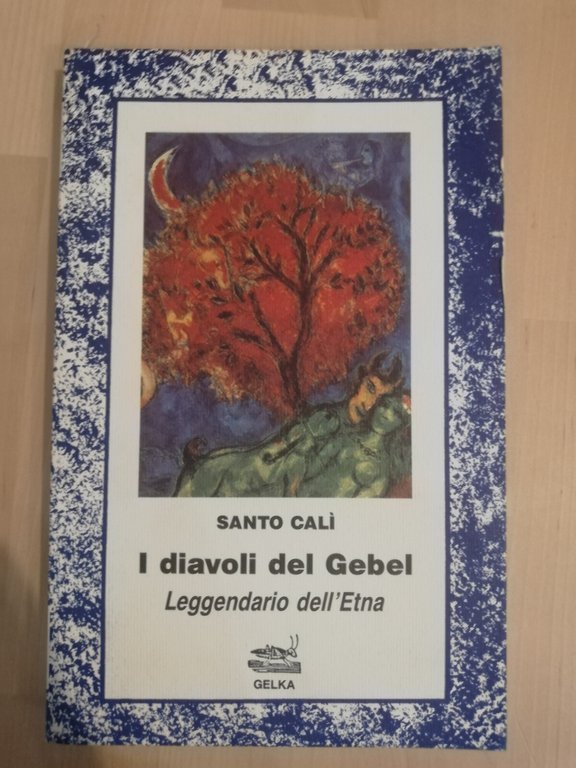 SANTO CALÌ
I diavoli del Gebel
Leggendario dell'Etna
GELKA